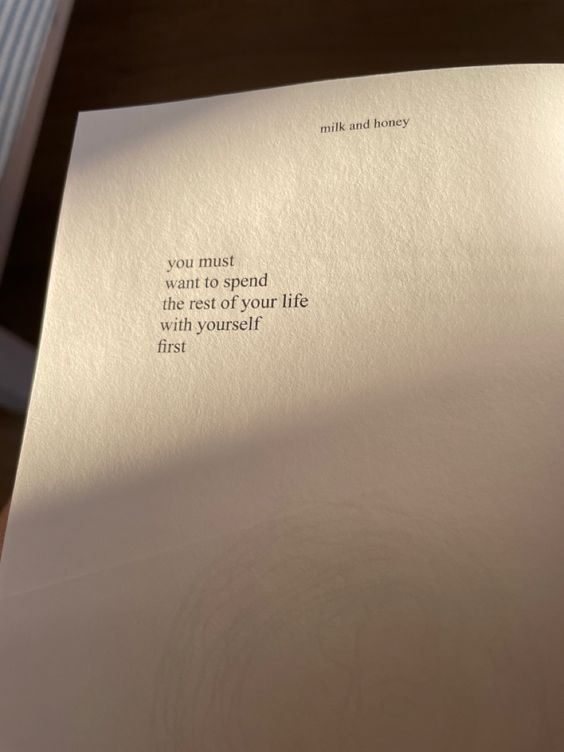 milk and honey
you must
want to spend
the rest of your life
with yourself
first